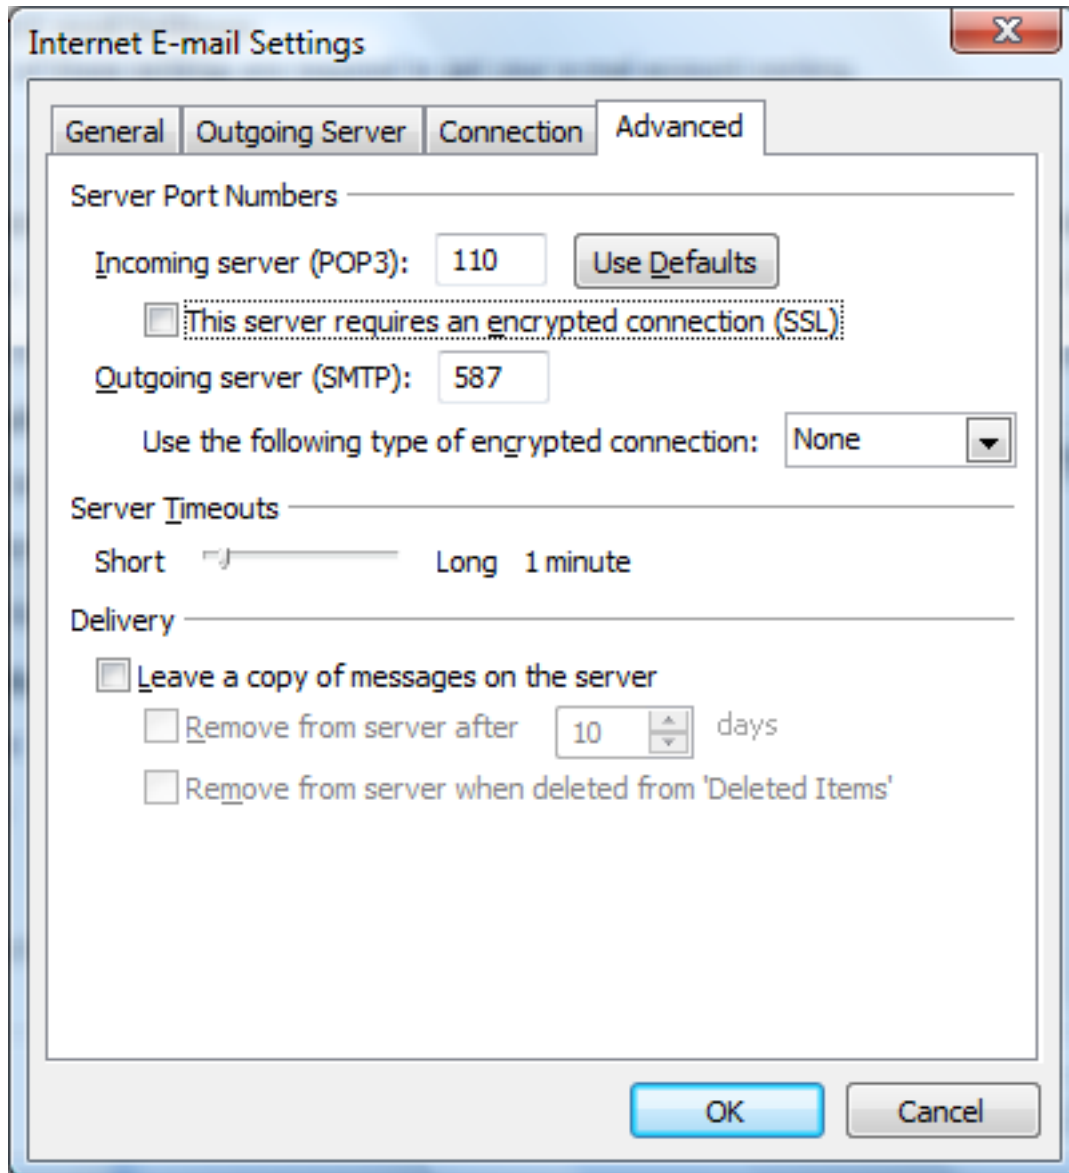 Internet E-mail Settings
X
General Outgoing Server Connection Advanced
Server Port Numbers
Incoming server (POP3): 110 Use Defaults
This server requires an encrypted connection (SSL)
Outgoing server (SMTP): 587
Use the following type of encrypted connection: None
Server Timeouts
Short Long 1 minute
Delivery
Leave a copy of messages on the server
Remove from server after 10 days
Remove from server when deleted from 'Deleted Items'
OK Cancel